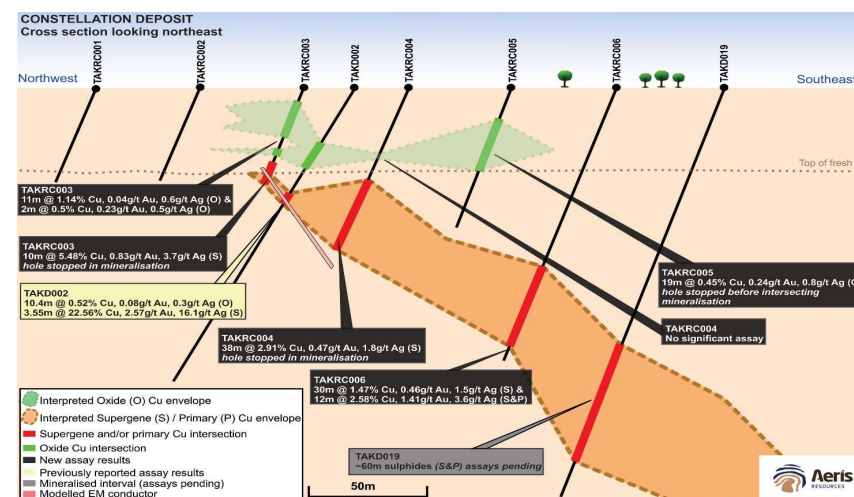 CONSTELLATION DEPOSIT
Cross section looking northeast
TAKRC001
TAKRC002
TAKRC003
TAKD002
TAKRC004
TAKRC005
TAKRC006
TAKD019
Northwest
Southeast
Top of fresh
TAKRC003
11m @ 1.14% Cu, 0.04g/t Au, 0.6g/t Ag (O) &
2m @ 0.5% Cu, 0.23g/t Au, 0.5g/t Ag (O)
TAKRC003
10m @ 5.48% Cu, 0.83g/t Au, 3.7g/t Ag (S)
hole stopped in mineralisation
TAKD002
10.4m @ 0.52% Cu, 0.08g/t Au, 0.3g/t Ag (O)
3.55m @ 22.56% Cu, 2.57g/t Au, 16.1g/t Ag (S)
TAKRC004
38m @ 2.91% Cu, 0.47g/t Au, 1.8g/t Ag (S)
hole stopped in mineralisation
TAKRC006
30m @ 1.47% Cu, 0.46g/t Au, 1.5g/t Ag (S) &
12m @ 2.58% Cu, 1.41g/t Au, 3.6g/t Ag (S&P)
TAKRC005
19m @ 0.45% Cu, 0.24g/t Au, 0.8g/t Ag (
hole stopped before intersecting
mineralisation
TAKRC004
No significant assay
TAKD019
~60m sulphides (S&P) assays pending
Interpreted Oxide (O) Cu envelope
Interpreted Supergene (S) / Primary (P) Cu envelope
Supergene and/or primary Cu intersection
Oxide Cu intersection
New assay results
Previously reported assay results
Mineralised interval (assays pending)
Modelled EM conductor
50m
Aeris
RESOURCES